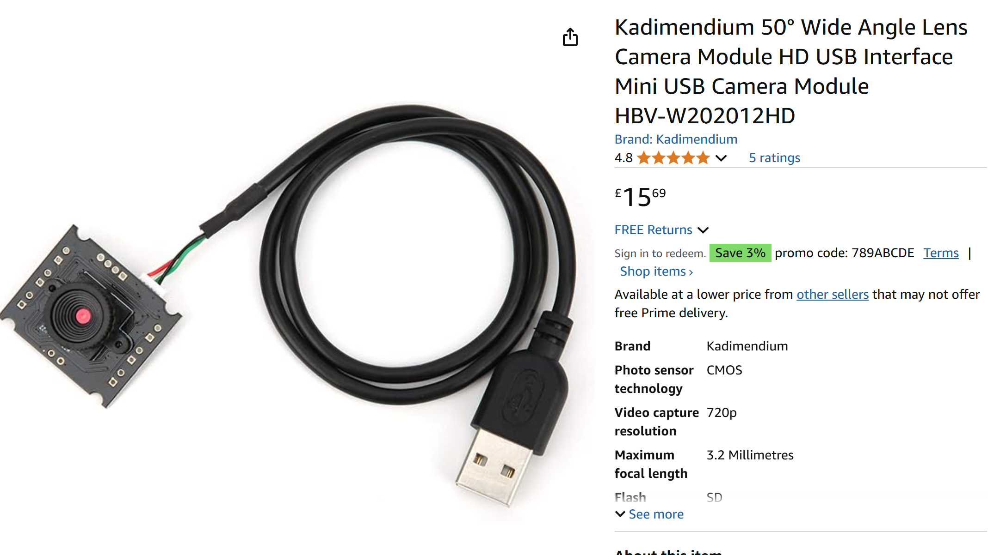 Kadimendium 50° Wide Angle Lens
Camera Module HD USB Interface
Mini USB Camera Module
HBV-W202012HD
Brand: Kadimendium
4.8 5 ratings
£15 69
FREE Returns
Sign in to redeem. Save 3% promo code: 789ABCDE Terms |
Shop items ›
Available at a lower price from other sellers that may not offer
free Prime delivery.
Brand Kadimendium
Photo sensor CMOS
technology
Video capture 720p
resolution
Maximum 3.2 Millimetres
focal length
Flash SD
See more
About this item